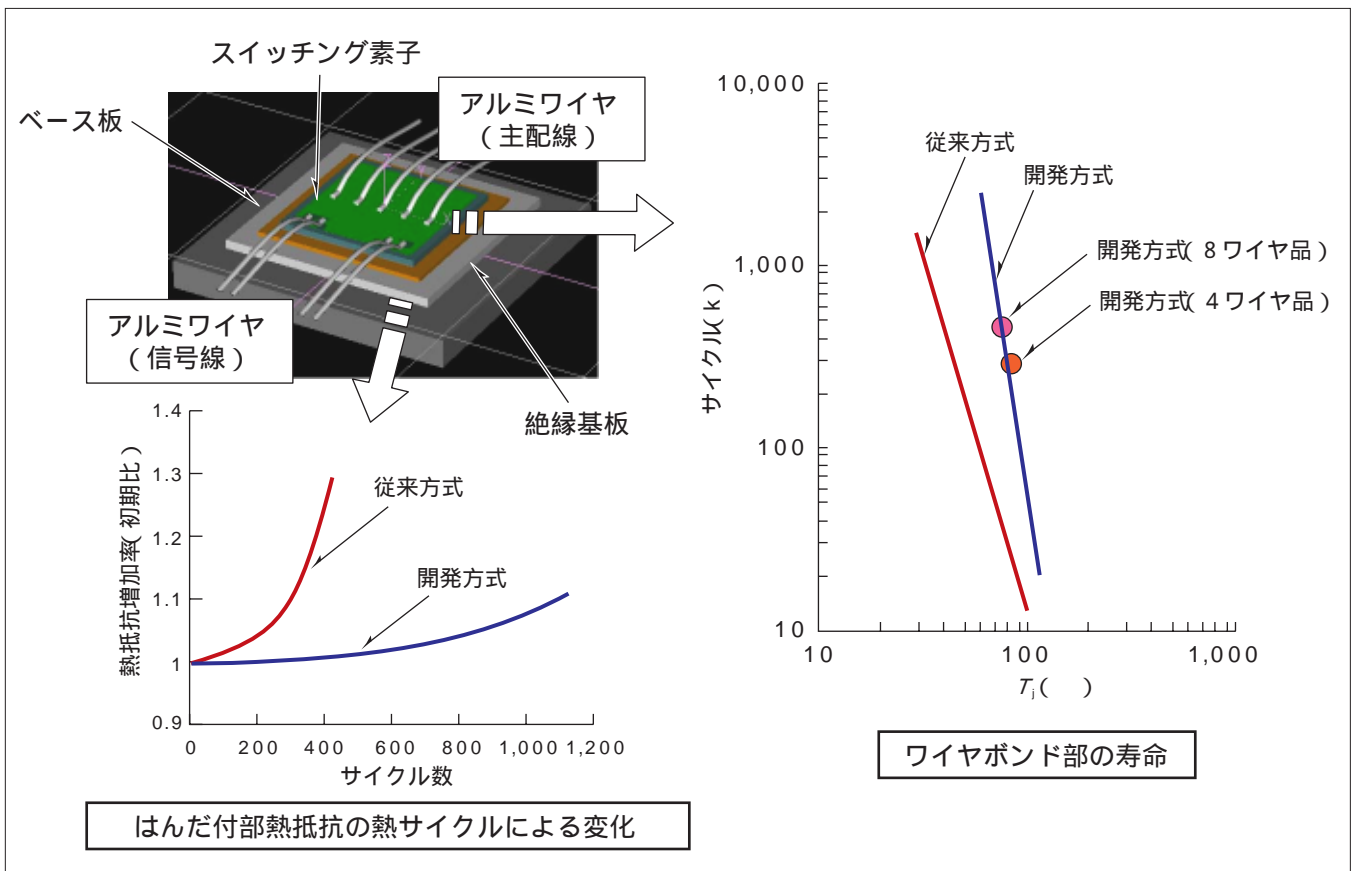 スイッチング素子
ベース板
アルミワイヤ
（主配線）
アルミワイヤ
（信号線）
絶縁基板
1.4
1.3
1.2
1.1
1
0.9
熱抵抗増加率(初期比)
従来方式
開発方式
0 200 400 600 800 1,000 1,200
サイクル数
はんだ付部熱抵抗の熱サイクルによる変化
10,000
1,000
100
10
サイクル(k)
従来方式
開発方式
開発方式(8ワイヤ品)
開発方式(4ワイヤ品)
10 100 1,000
Tj( )
ワイヤボンド部の寿命